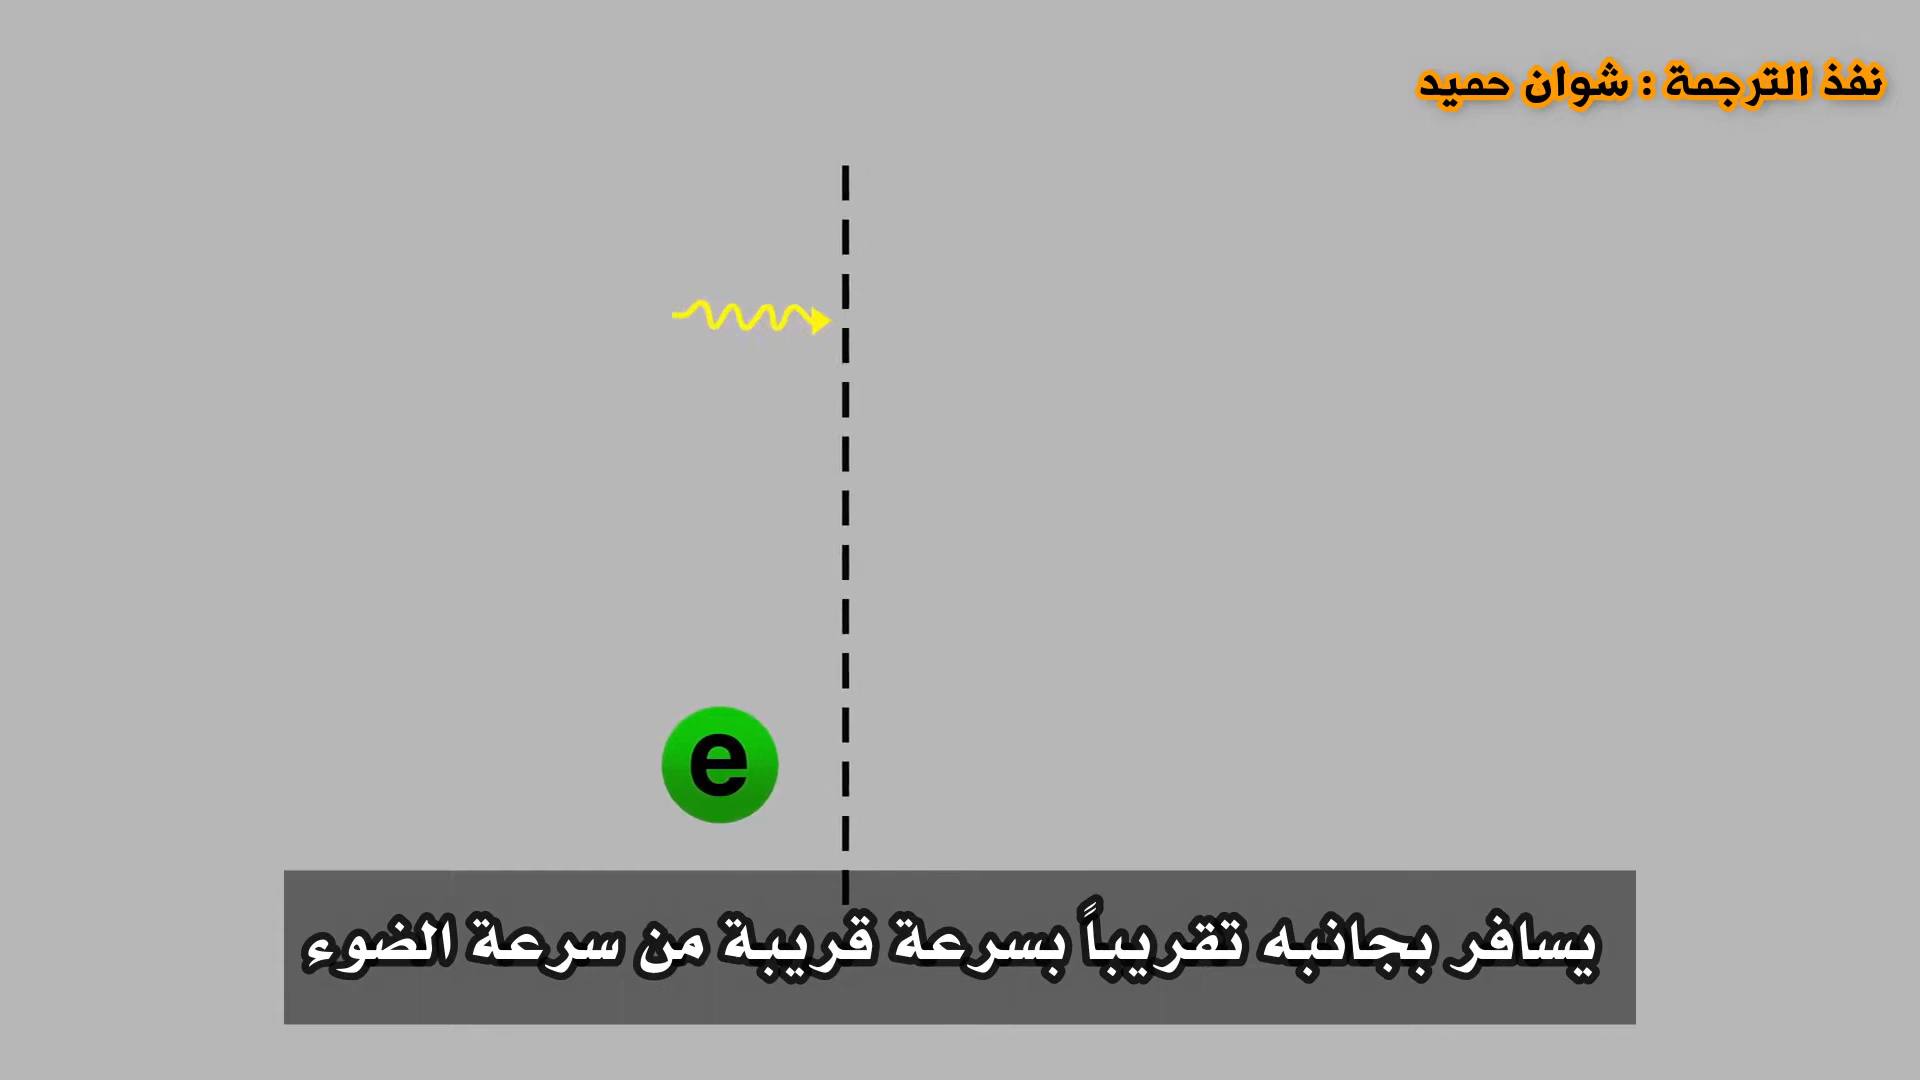 نفذ الترجمة : شوان حميد
e
يسافر بجانبه تقريباً بسرعة قريبة من سرعة الضوء